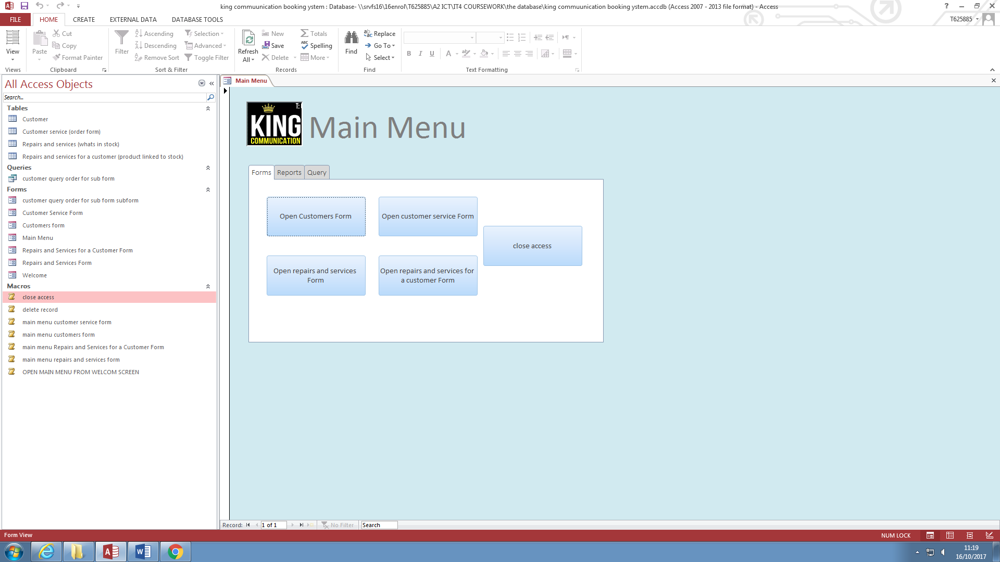 king commuunication booking ystem : Database- \\srvfs16\16enrol\T625885\A2 ICT\IT4 COURSEWORK\the database\king commuunication booking ystem.accdb (Access 2007 - 2013 file format) - Access
FILE HOME CREATE EXTERNAL DATA DATABASE TOOLS T625885
View
Views
Paste
Cut
Copy
Format Painter
Clipboard
Filter
Ascending
Descending
Remove Sort
Selection
Advanced
Toggle Filter
Sort & Filter
Refresh
All
New
Save
Delete
Totals
Spelling
More
Records
Find
Replace
Go To
Select
Find
B I U A
Text Formatting
All Access Objects
Search...
Tables
Customer
Customer service (order form)
Repairs and services (whats in stock)
Repairs and services for a customer (product linked to stock)
Queries
customer query order for sub form
Forms
customer query order for sub form subform
Customer Service Form
Customers form
Main Menu
Repairs and Services for a Customer Form
Repairs and Services Form
Welcome
Macros
close access
delete record
main menu customer service form
main menu customers form
main menu Repairs and Services for a Customer Form
main menu repairs and services form
OPEN MAIN MENU FROM WELCOM SCREEN
Main Menu
T:
KING
COMMUNICATION
Main Menu
Forms Reports Query
Open Customers Form
Open customer service Form
close access
Open repairs and services
Form
Open repairs and services for
a customer Form
Record: 1 of 1 No Filter Search
Form View NUM LOCK
11:19
16/10/2017